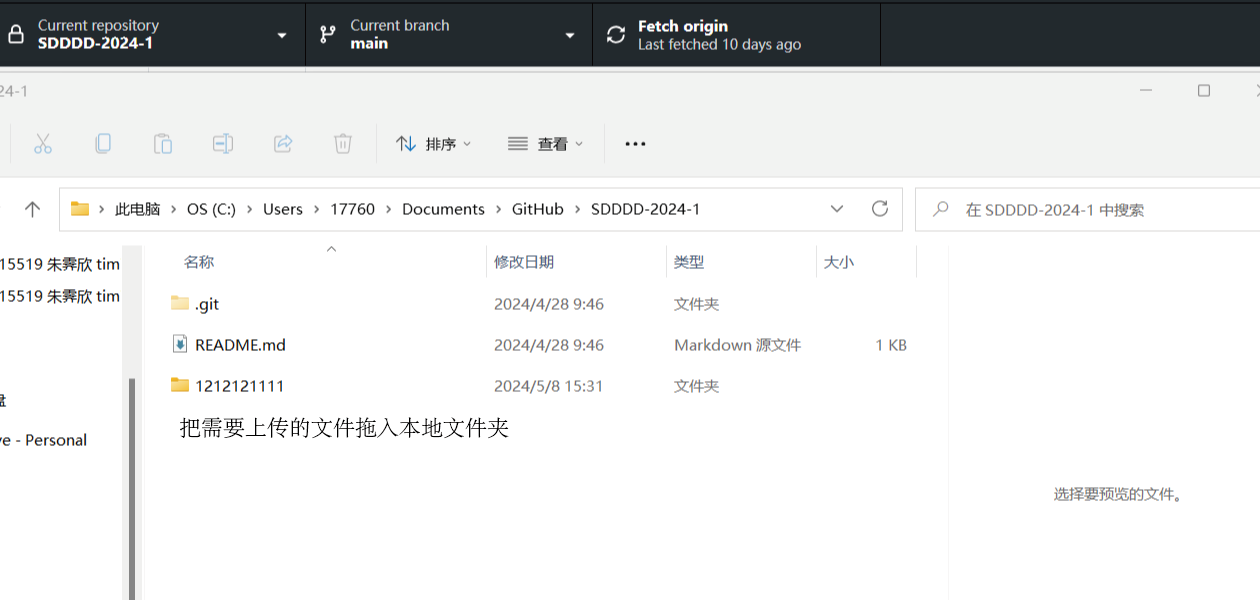 Current repository
SDDDD-2024-1
Current branch
main
Fetch origin
Last fetched 10 days ago
24-1
排序
查看
此电脑 > OS (C:) > Users > 17760 > Documents > GitHub > SDDDD-2024-1
在 SDDDD-2024-1 中搜索
15519 朱霁欣 tim
15519 朱霁欣 tim
盘
ve - Personal
名称 修改日期 类型 大小
.git 2024/4/28 9:46 文件夹
README.md 2024/4/28 9:46 Markdown 源文件 1 KB
1212121111 2024/5/8 15:31 文件夹
把需要上传的文件拖入本地文件夹
选择要预览的文件。